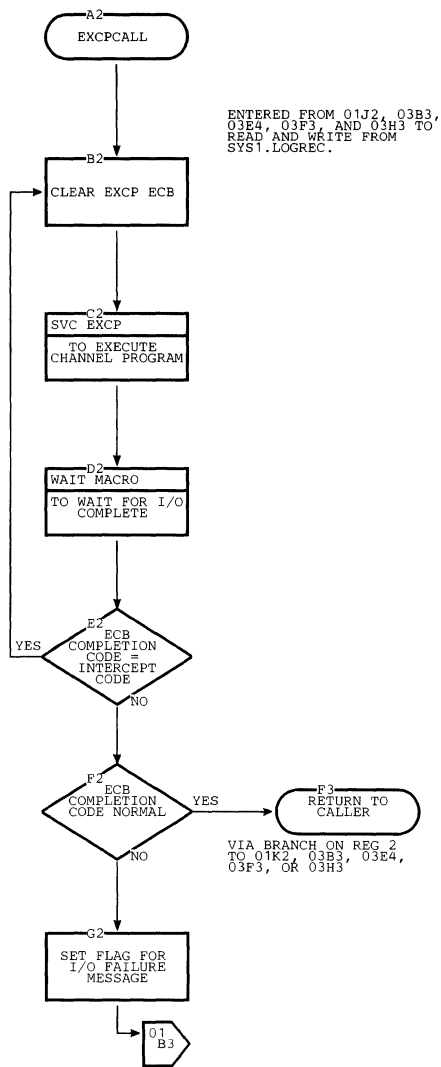 A2
EXCPCALL
ENTERED FROM 01J2, 03B3,
03E4, 03F3, AND 03H3 TO
READ AND WRITE FROM
SYS1.LOGREC.
B2
CLEAR EXCP ECB
C2
SVC EXCP
TO EXECUTE
CHANNEL PROGRAM
D2
WAIT MACRO
TO WAIT FOR I/O
COMPLETE
E2
ECB
COMPLETION
CODE =
INTERCEPT
CODE
YES
NO
F2
ECB
COMPLETION
CODE NORMAL
YES
NO
F3
RETURN TO
CALLER
VIA BRANCH ON REG 2
TO 01K2, 03B3, 03E4,
03F3, OR 03H3
G2
SET FLAG FOR
I/O FAILURE
MESSAGE
01
B3